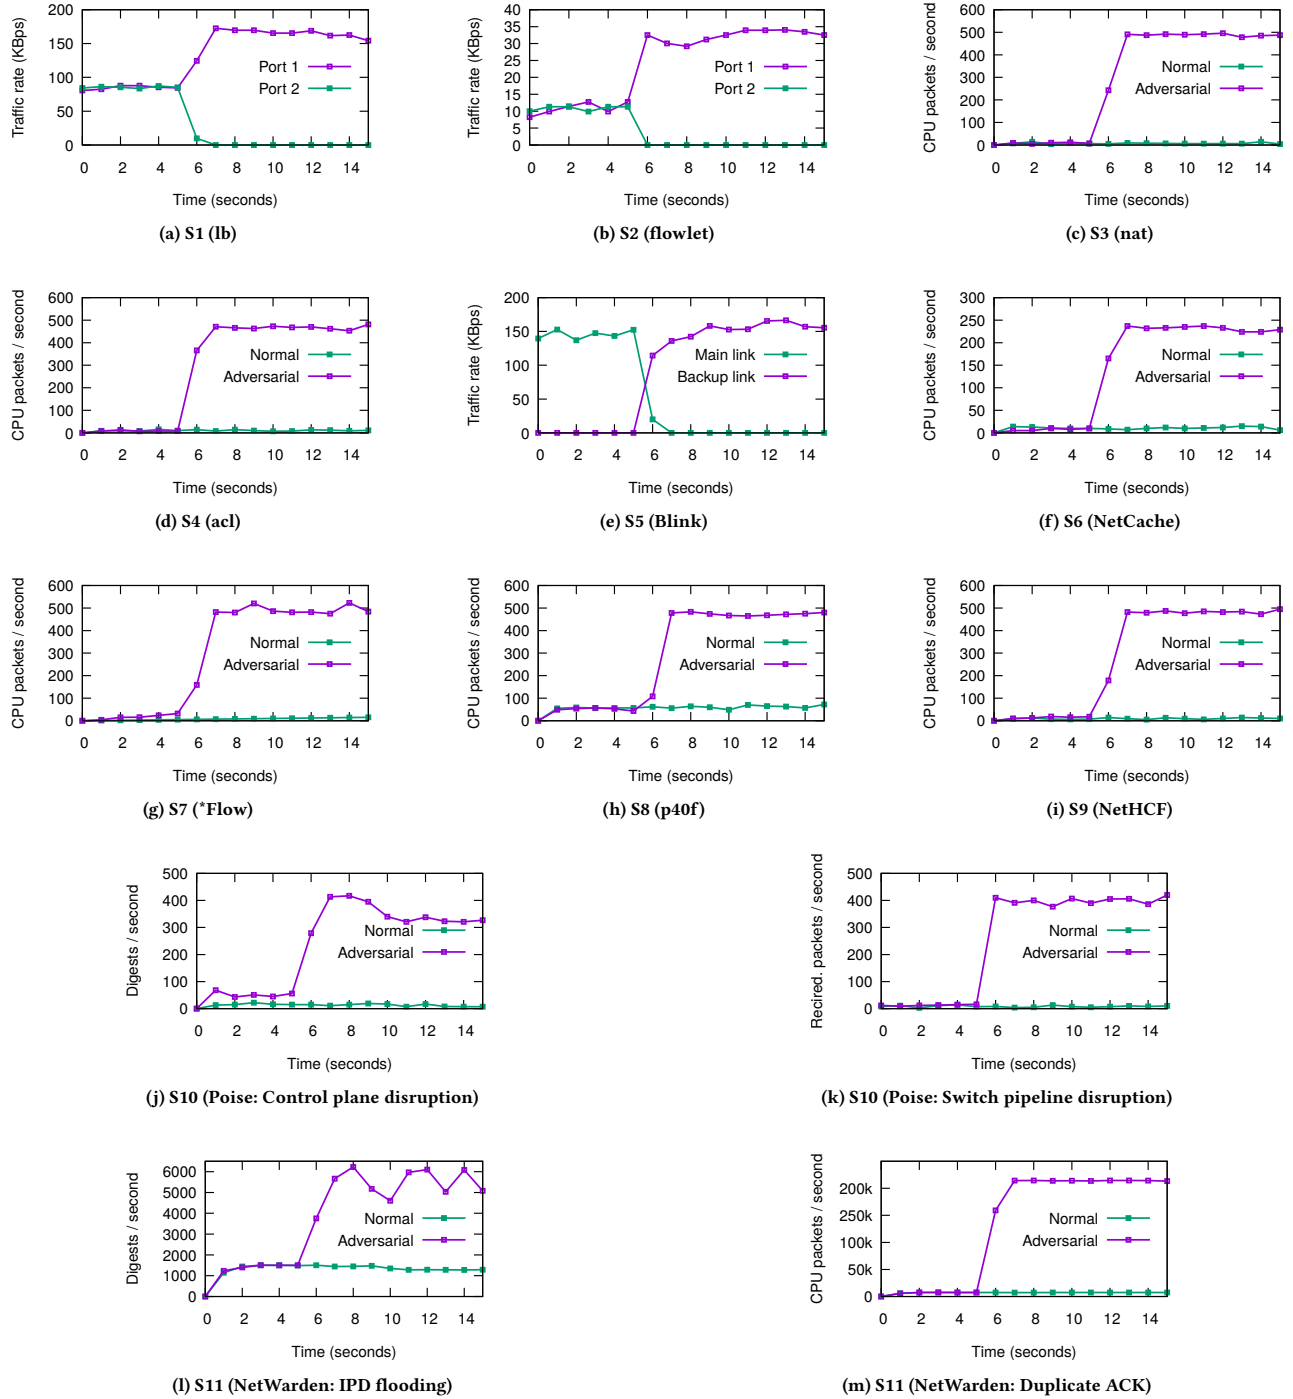 Traffic rate (KBps)
200
150
100
50
0
Port 1
Port 2
0 2 4 6 8 10 12 14
Time (seconds)
(a) S1 (lb)
Traffic rate (KBps)
40
35
30
25
20
15
10
5
0
Port 1
Port 2
0 2 4 6 8 10 12 14
Time (seconds)
(b) S2 (flowlet)
CPU packets / second
600
500
400
300
200
100
0
Normal
Adversarial
0 2 4 6 8 10 12 14
Time (seconds)
(c) S3 (nat)
CPU packets / second
600
500
400
300
200
100
0
Normal
Adversarial
0 2 4 6 8 10 12 14
Time (seconds)
(d) S4 (acl)
Traffic rate (KBps)
200
150
100
50
0
Main link
Backup link
0 2 4 6 8 10 12 14
Time (seconds)
(e) S5 (Blink)
CPU packets / second
300
250
200
150
100
50
0
Normal
Adversarial
0 2 4 6 8 10 12 14
Time (seconds)
(f) S6 (NetCache)
CPU packets / second
600
500
400
300
200
100
0
Normal
Adversarial
0 2 4 6 8 10 12 14
Time (seconds)
(g) S7 (*Flow)
CPU packets / second
600
500
400
300
200
100
0
Normal
Adversarial
0 2 4 6 8 10 12 14
Time (seconds)
(h) S8 (p40f)
CPU packets / second
600
500
400
300
200
100
0
Normal
Adversarial
0 2 4 6 8 10 12 14
Time (seconds)
(i) S9 (NetHCF)
Digests / second
500
400
300
200
100
0
Normal
Adversarial
0 2 4 6 8 10 12 14
Time (seconds)
(j) S10 (Poise: Control plane disruption)
Recired. packets / second
500
400
300
200
100
0
Normal
Adversarial
0 2 4 6 8 10 12 14
Time (seconds)
(k) S10 (Poise: Switch pipeline disruption)
Digests / second
6000
5000
4000
3000
2000
1000
0
Normal
Adversarial
0 2 4 6 8 10 12 14
Time (seconds)
(l) S11 (NetWarden: IPD flooding)
CPU packets / second
200k
250k
100k
50k
0
Normal
Adversarial
0 2 4 6 8 10 12 14
Time (seconds)
(m) S11 (NetWarden: Duplicate ACK)